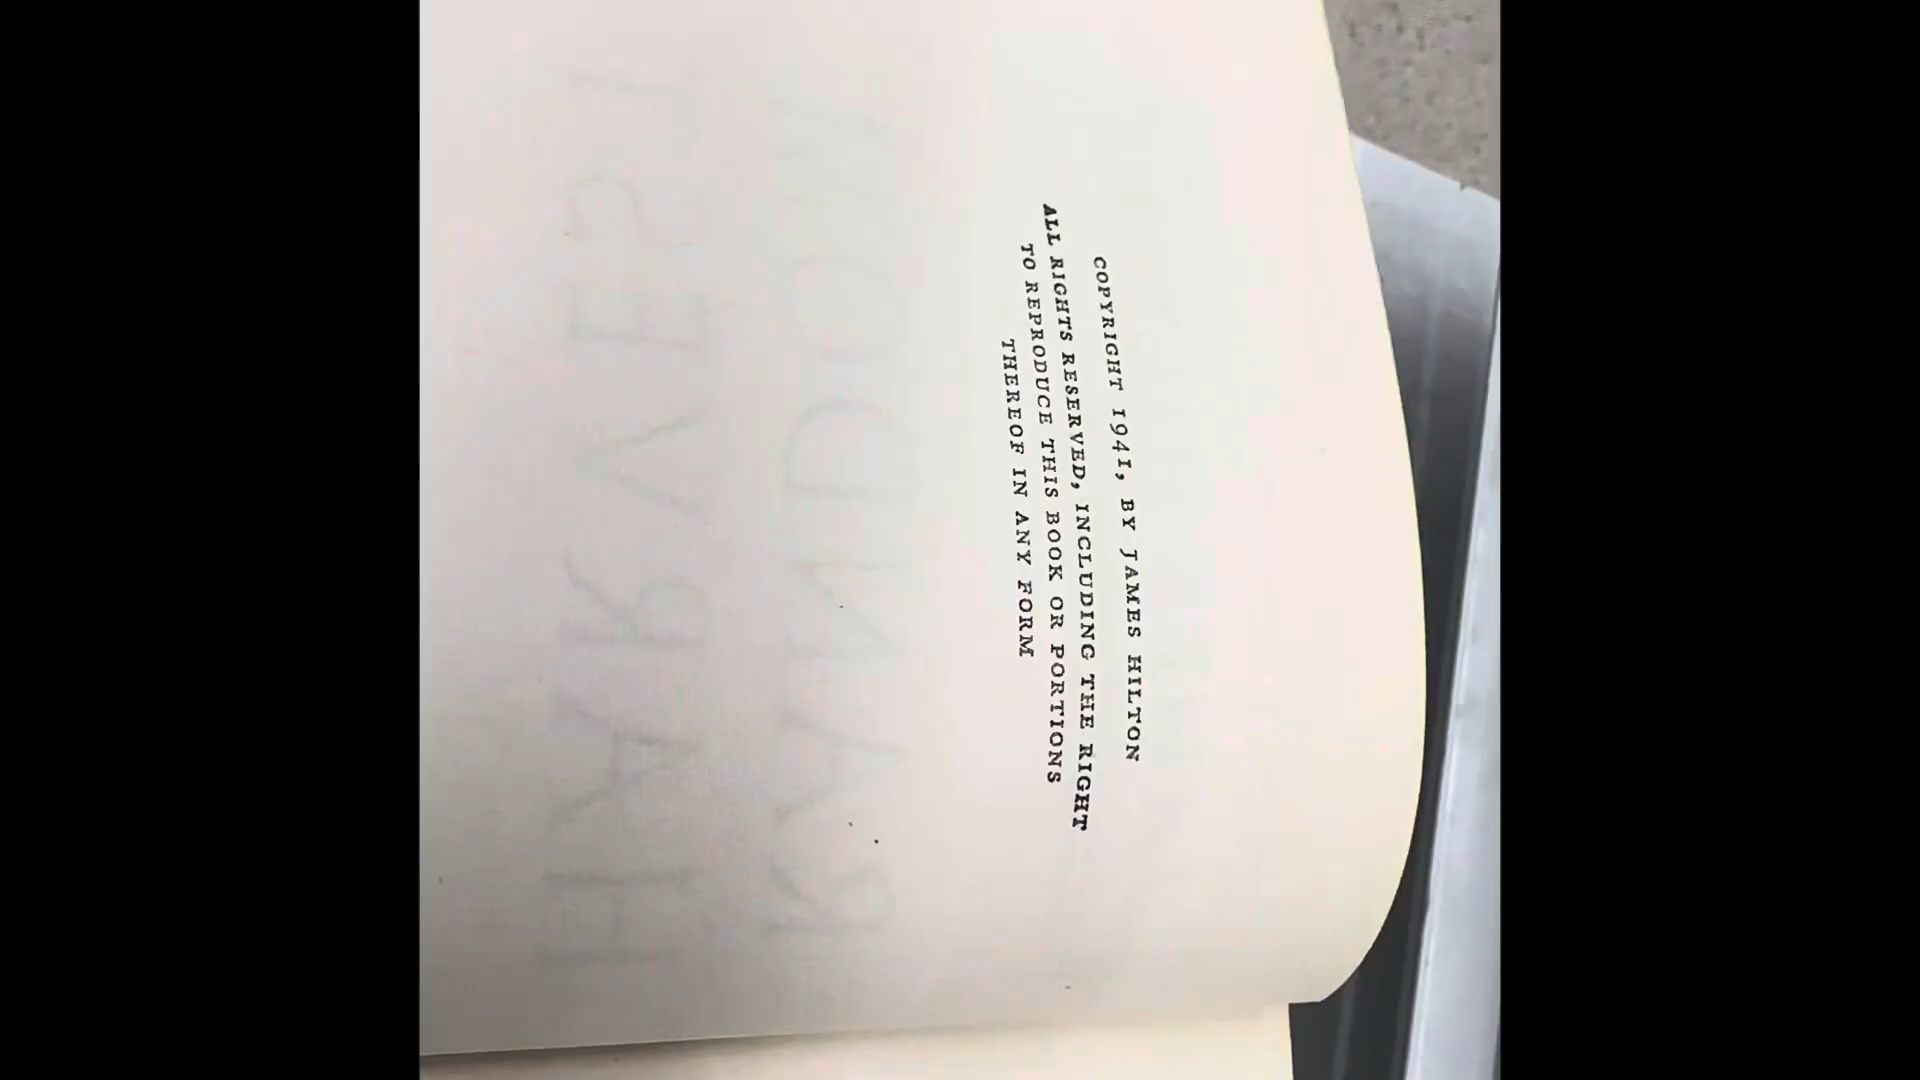 COPYRIGHT 1941, BY JAMES HILTON
ALL RIGHTS RESERVED, INCLUDING THE RIGHT
TO REPRODUCE THIS BOOK OR PORTIONS
THEREOF IN ANY FORM